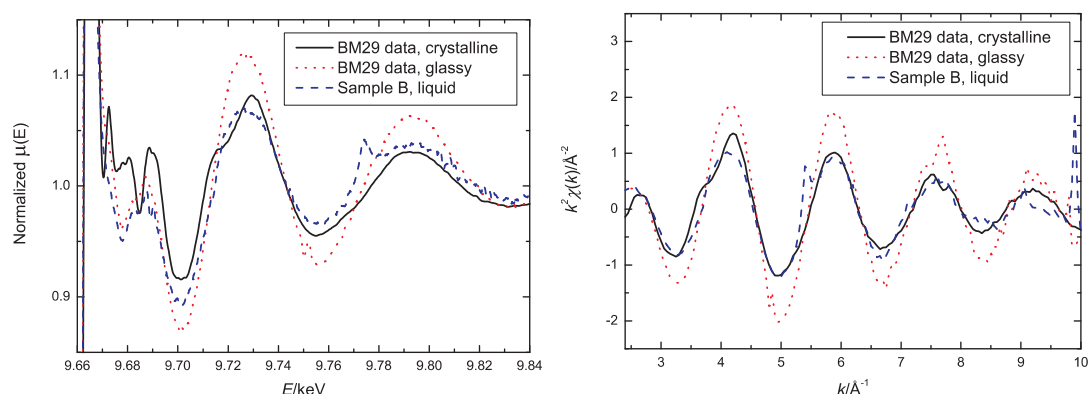 BM29 data, crystalline
BM29 data, glassy
Sample B, liquid
1.1
1.0
0.9
Normalized μ(E)
9.66 9.68 9.70 9.72 9.74 9.76 9.78 9.80 9.82 9.84
E/keV
BM29 data, crystalline
BM29 data, glassy
Sample B, liquid
3
2
1
0
-1
-2
k²χ(k)/Å⁻²
3 4 5 6 7 8 9 10
k/Å⁻¹